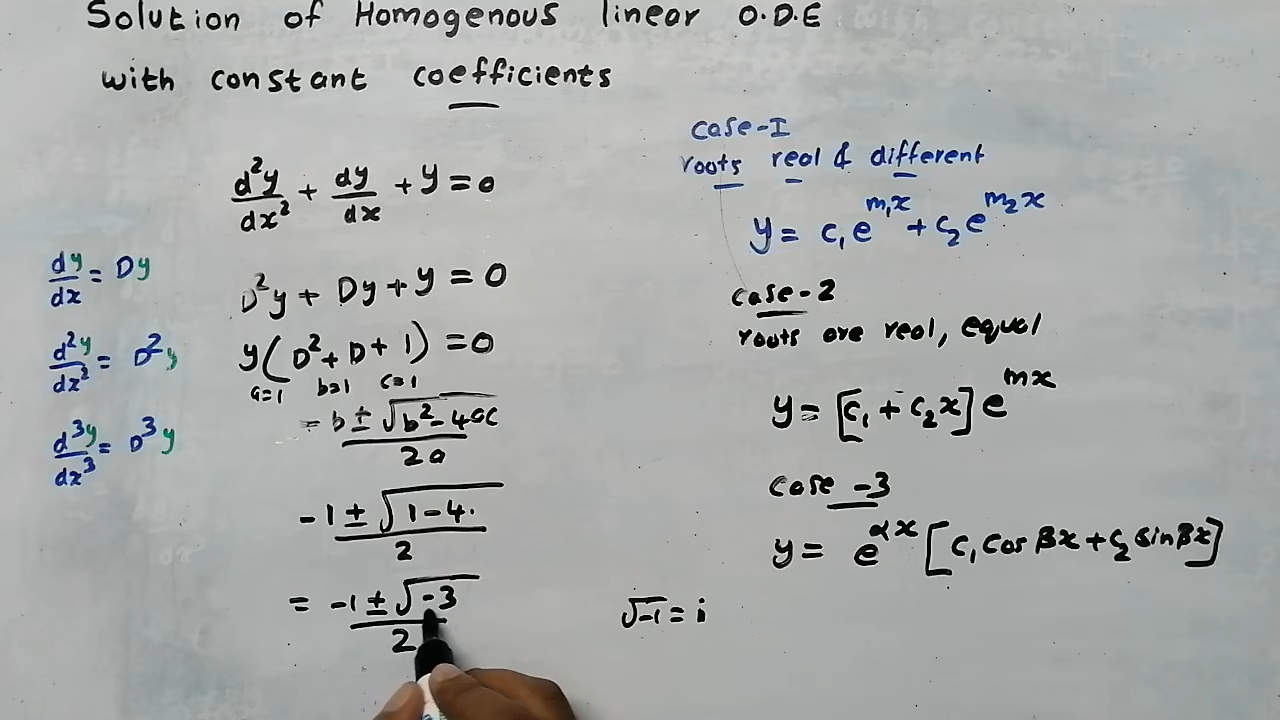 Solution of Homogenous linear O.D.E
with constant coefficients
d²y/dx² + dy/dx + y = 0
dy/dx = Dy
d²y/dx² = D²y
d³y/dx³ = D³y
D²y + Dy + y = 0
y(D² + D + 1) = 0
a=1 b=1 c=1
= b ± √(b² - 4ac) / 2a
-1 ± √(1 - 4.) / 2
= -1 ± √-3 / 2
√-1 = i
case-I
roots real & different
y = c₁e^m₁x + c₂e^m₂x
case-2
roots are real, equal
y = [c₁ + c₂x] e^mx
case -3
y = e^αx [c₁ cos βx + c₂ sin βx]